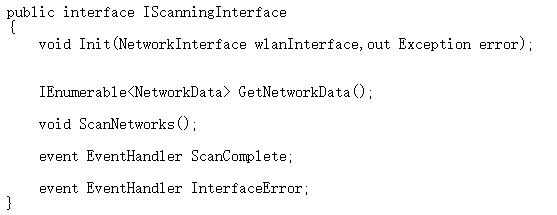 public interface IScanningInterface
{
void Init(NetworkInterface wlanInterface,out Exception error);
IEnumerable<NetworkData> GetNetworkData();
void ScanNetworks();
event EventHandler ScanComplete;
event EventHandler InterfaceError;
}